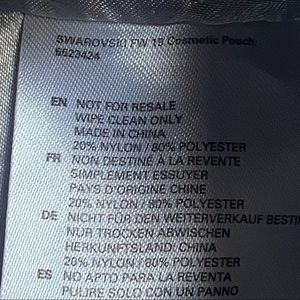 SWAROVSKI FW 19 Cosmetic Pouch
5523424
EN NOT FOR RESALE
WIPE CLEAN ONLY
MADE IN CHINA
20% NYLON / 80% POLYESTER
FR NON DESTINÉ À LA REVENTE
SIMPLEMENT ESSUYER
PAYS D'ORIGINE CHINE
20% NYLON / 80% POLYESTER
DE NICHT FÜR DEN WEITERVERKAUF BESTI
NUR TROCKEN ABWISCHEN
HERKUNFTSLAND: CHINA
20% NYLON / 80% POLYESTER
ES NO APTO PARA LA REVENTA
PULIRE SOLO CON UN PANNO